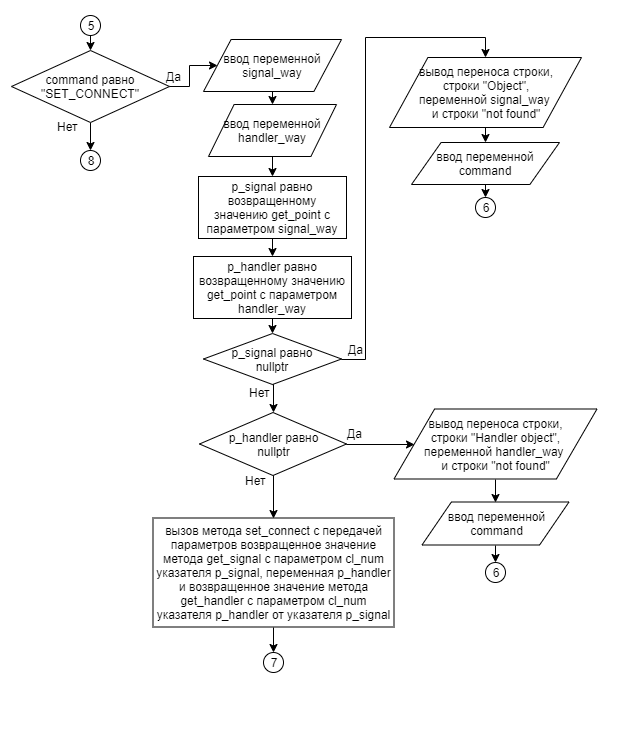 5
command равно
"SET_CONNECT"
Да
Нет
8
ввод переменной
signal_way
ввод переменной
handler_way
p_signal равно
возвращенному
значению get_point с
параметром signal_way
p_handler равно
возвращенному значению
get_point с параметром
handler_way
p_signal равно
nullptr
Да
Нет
вывод переноса строки,
строки "Object",
переменной signal_way
и строки "not found"
ввод переменной
command
6
p_handler равно
nullptr
Да
Нет
вывод переноса строки,
строки "Handler object",
переменной handler_way
и строки "not found"
ввод переменной
command
6
вызов метода set_connect с передачей
параметров возвращенное значение
метода get_signal с параметром cl_num
указателя p_signal, переменная p_handler
и возвращенное значение метода
get_handler с параметром cl_num
указателя p_handler от указателя p_signal
7